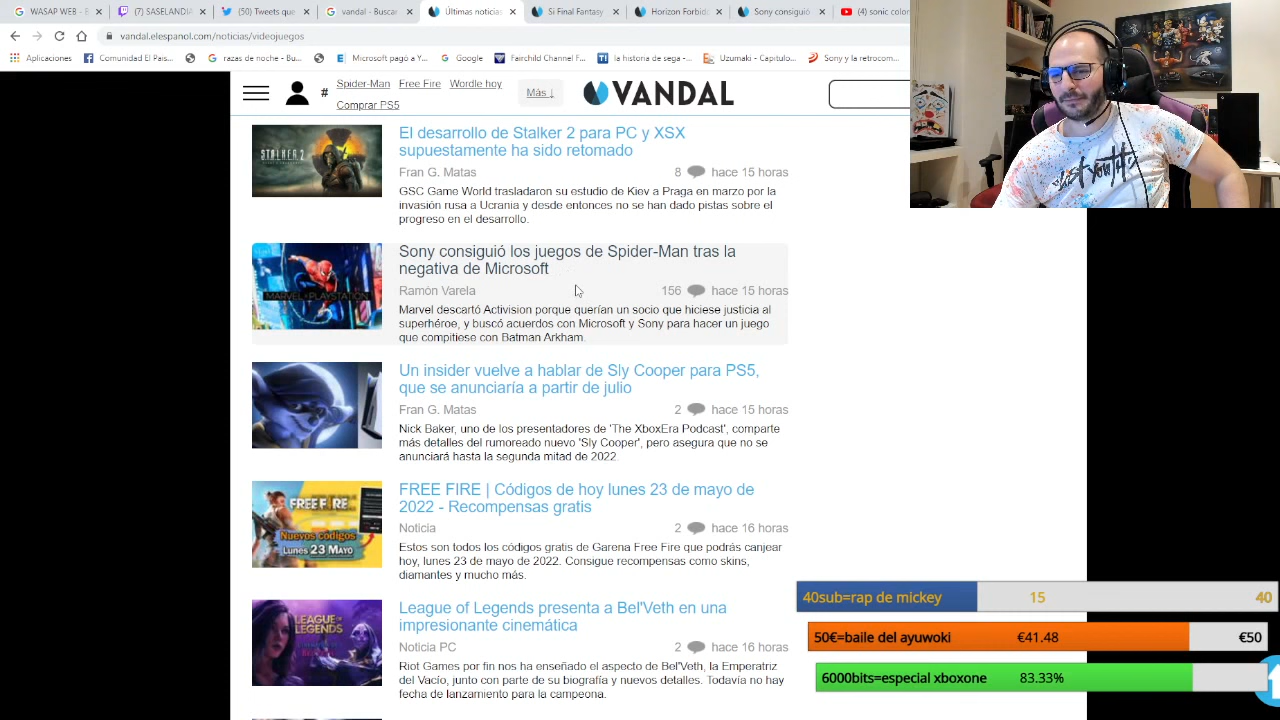 WASAP WEB - B
(7) SASELANDIA
(50) Tweets que
vandal - Buscar
Últimas noticias
Si Final Fantasy
Horizon Forbidd
Sony consiguió
(4) sonic color
vandal.elespanol.com/noticias/videojuegos
Aplicaciones
Comunidad El Pais...
razas de noche - Bu...
Microsoft pagó a Y...
Google
Fairchild Channel F...
la historia de sega -...
Uzumaki - Capitulo...
Sony y la retrocom...
# Spider-Man Free Fire Wordle hoy
Comprar PS5
Más ↓
VANDAL
El desarrollo de Stalker 2 para PC y XSX
supuestamente ha sido retomado
STALKER 2
Fran G. Matas 8 hace 15 horas
GSC Game World trasladaron su estudio de Kiev a Praga en marzo por la
invasión rusa a Ucrania y desde entonces no se han dado pistas sobre el
progreso en el desarrollo.
Sony consiguió los juegos de Spider-Man tras la
negativa de Microsoft
MARVEL PLAYSTATION
Ramón Varela 156 hace 15 horas
Marvel descartó Activision porque querían un socio que hiciese justicia al
superhéroe, y buscó acuerdos con Microsoft y Sony para hacer un juego
que compitiese con Batman Arkham.
Un insider vuelve a hablar de Sly Cooper para PS5,
que se anunciaría a partir de julio
Fran G. Matas 2 hace 15 horas
Nick Baker, uno de los presentadores de 'The XboxEra Podcast', comparte
más detalles del rumoreado nuevo 'Sly Cooper', pero asegura que no se
anunciará hasta la segunda mitad de 2022.
FREE FIRE | Códigos de hoy lunes 23 de mayo de
2022 - Recompensas gratis
FREE FIRE
Nuevos códigos
Lunes 23 MAYO
Noticia 2 hace 16 horas
Estos son todos los códigos gratis de Garena Free Fire que podrás canjear
hoy, lunes 23 de mayo de 2022. Consigue recompensas como skins,
diamantes y mucho más.
League of Legends presenta a Bel'Veth en una
impresionante cinemática
LEAGUE OF
LEGENDS
Noticia PC 2 hace 16 horas
Riot Games por fin nos ha enseñado el aspecto de Bel'Veth, la Emperatriz
del Vacío, junto con parte de su biografía y nuevos detalles. Todavía no hay
fecha de lanzamiento para la campeona.
40sub=rap de mickey 15 40
50€=baile del ayuwoki €41.48 €50
6000bits=especial xboxone 83.33%